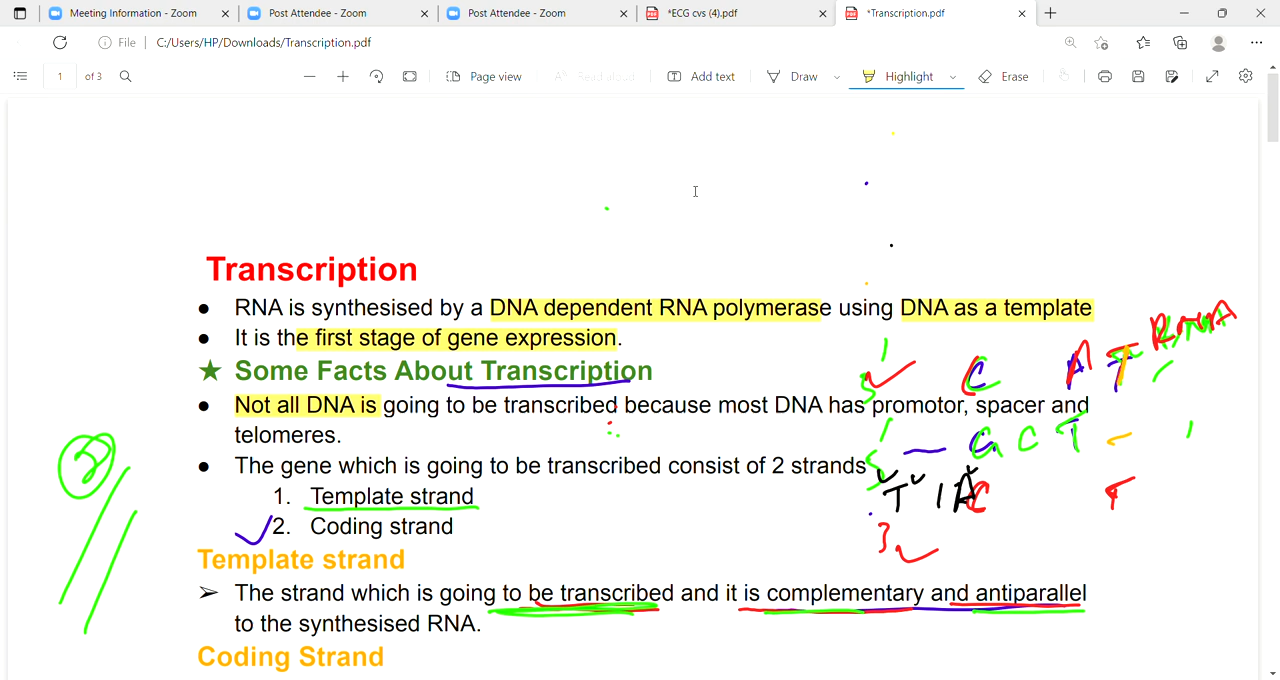 Meeting Information - Zoom
Post Attendee - Zoom
Post Attendee - Zoom
*ECG cvs (4).pdf
*Transcription.pdf
File C:/Users/HP/Downloads/Transcription.pdf
1 of 3 Page view Read aloud Add text Draw Highlight Erase
Transcription
● RNA is synthesised by a DNA dependent RNA polymerase using DNA as a template
● It is the first stage of gene expression.
★ Some Facts About Transcription
● Not all DNA is going to be transcribed because most DNA has promotor, spacer and
telomeres.
● The gene which is going to be transcribed consist of 2 strands
1. Template strand
2. Coding strand
Template strand
➢ The strand which is going to be transcribed and it is complementary and antiparallel
to the synthesised RNA.
Coding Strand
C A T
G C T
T A C T
3